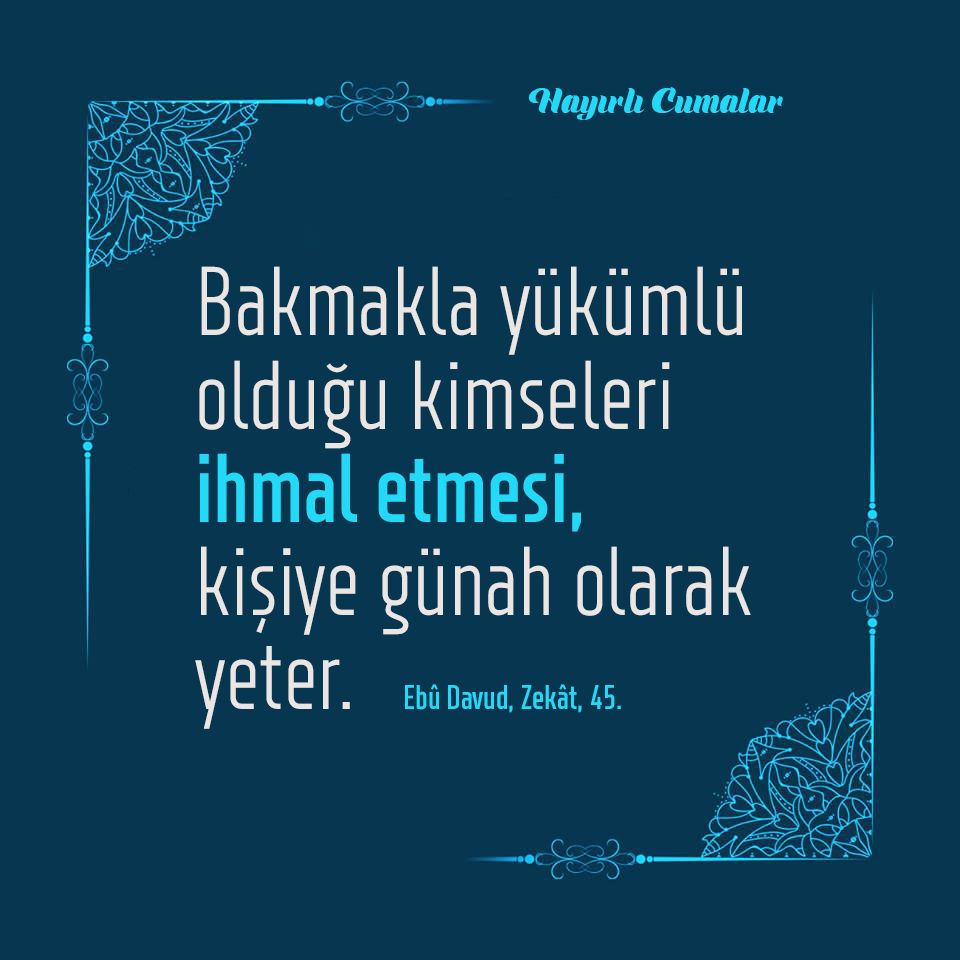 Hayırlı Cumalar
Bakmakla yükümlü
olduğu kimseleri
ihmal etmesi,
kişiye günah olarak
yeter. Ebû Davud, Zekât, 45.